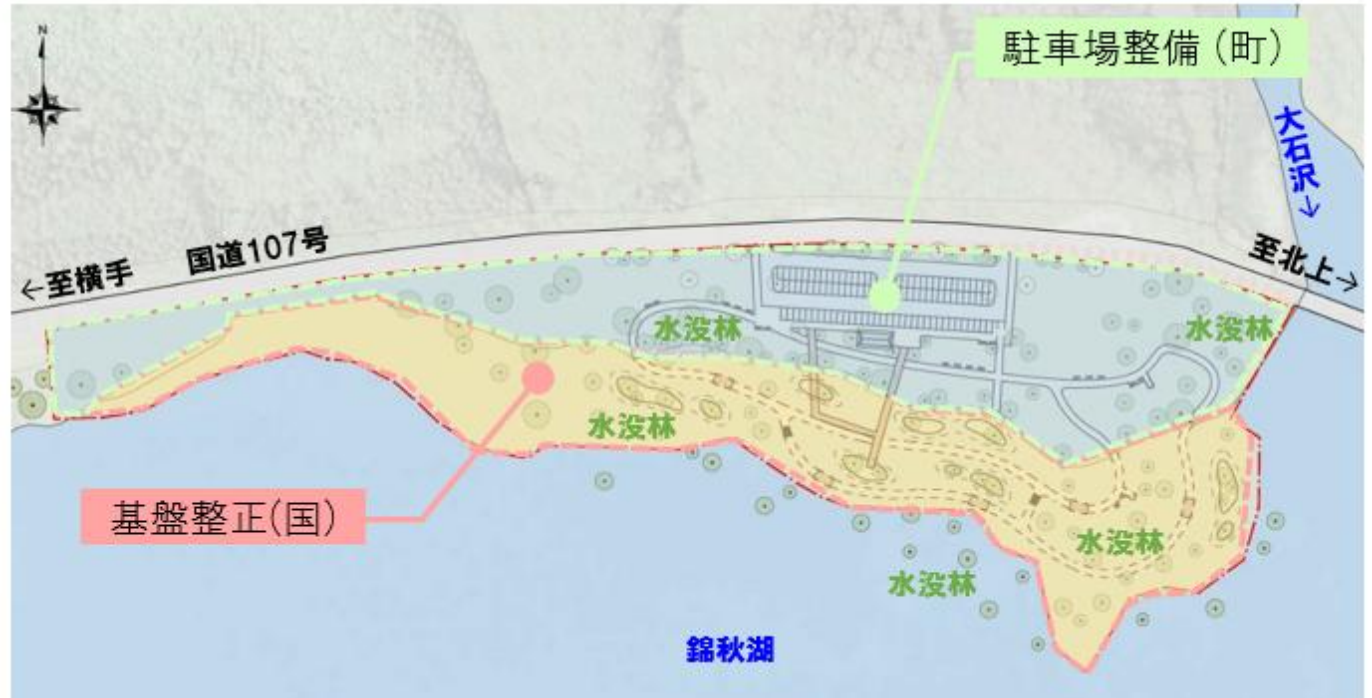 N
駐車場整備（町）
大石沢↓
←至横手
国道107号
至北上→
水没林
水没林
水没林
基盤整正(国)
水没林
水没林
錦秋湖